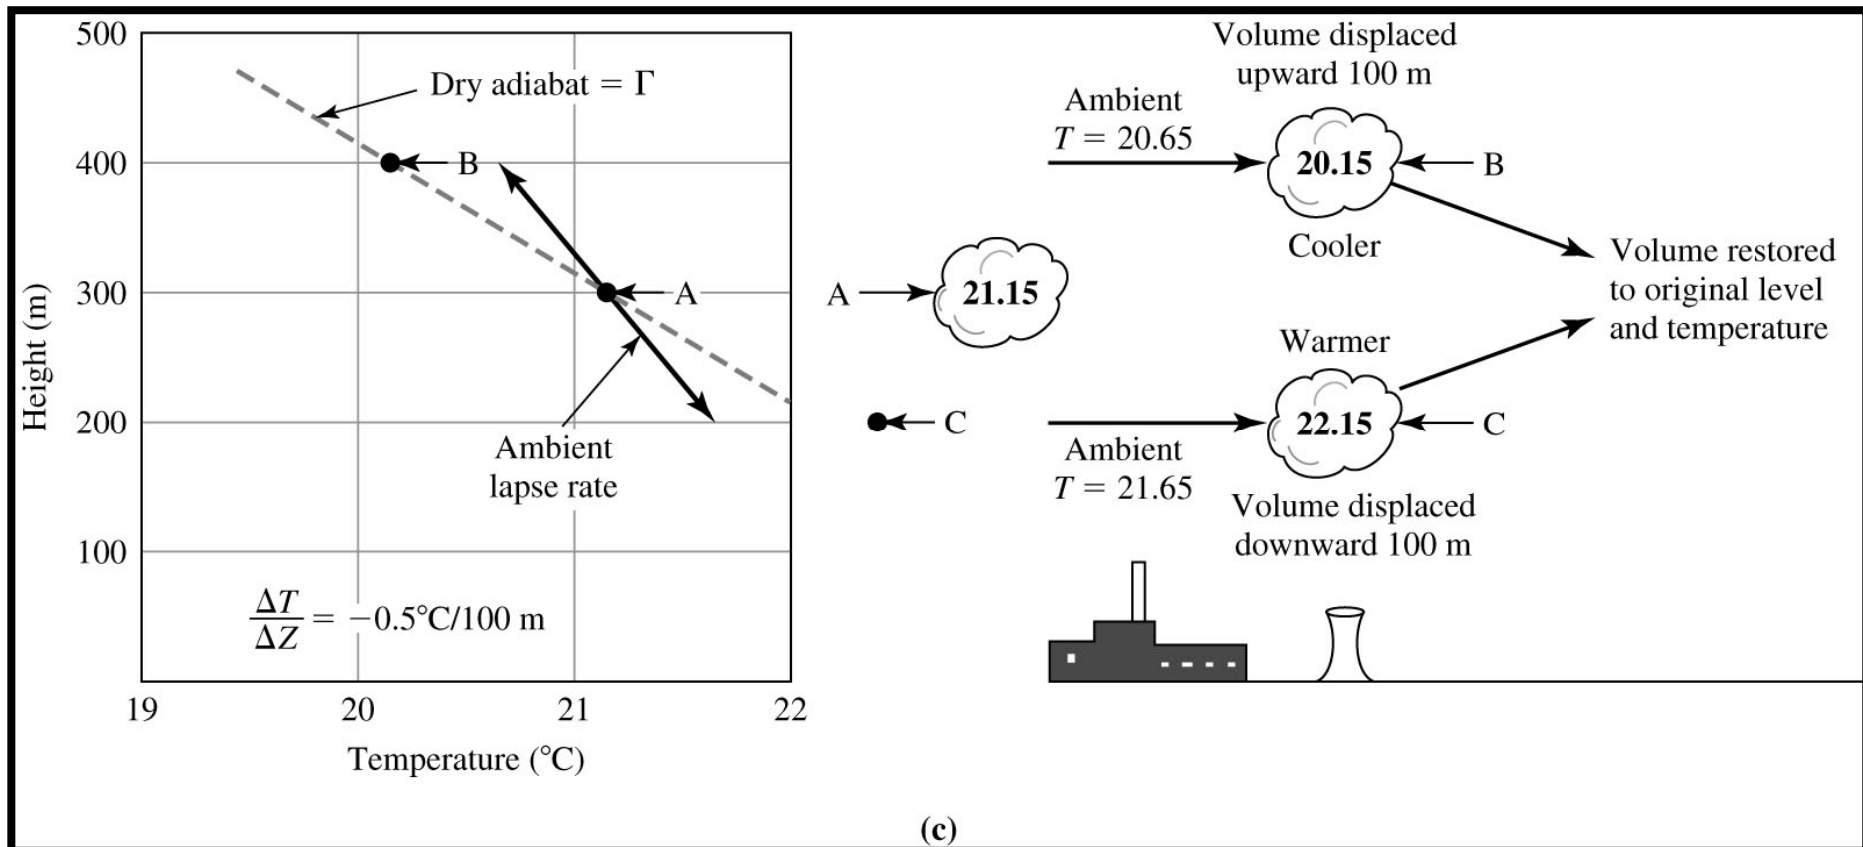 500
400
300
200
100
Height (m)
19
20
21
22
Temperature (°C)
Dry adiabat = Γ
B
A
Ambient
lapse rate
ΔT
ΔZ
= −0.5°C/100 m
Volume displaced
upward 100 m
Ambient
T = 20.65
20.15
B
Cooler
A
21.15
Volume restored
to original level
and temperature
Warmer
C
22.15
C
Ambient
T = 21.65
Volume displaced
downward 100 m
(c)